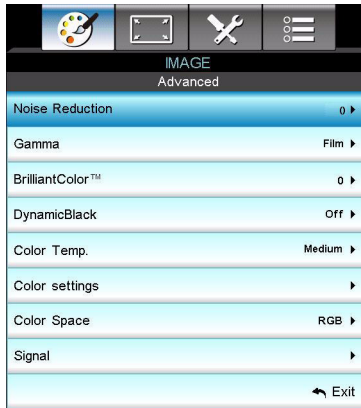 IMAGE
Advanced
Noise Reduction 0
Gamma Film
BrilliantColor™ 0
DynamicBlack Off
Color Temp. Medium
Color settings
Color Space RGB
Signal
Exit